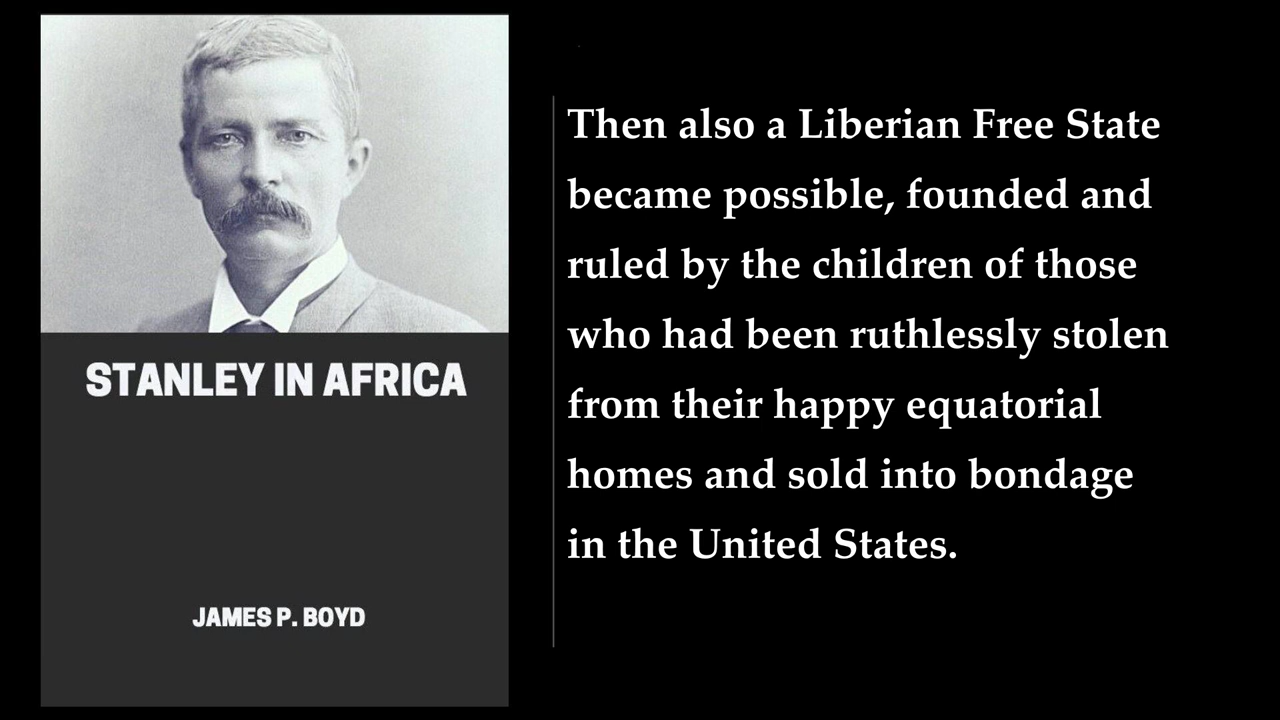 STANLEY IN AFRICA
JAMES P. BOYD
Then also a Liberian Free State
became possible, founded and
ruled by the children of those
who had been ruthlessly stolen
from their happy equatorial
homes and sold into bondage
in the United States.